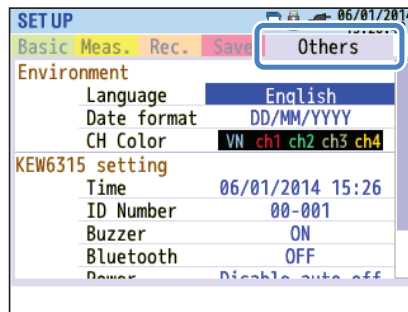 SET UP 06/01/2014
Basic Meas. Rec. Save Others
Environment
Language English
Date format DD/MM/YYYY
CH Color VN ch1 ch2 ch3 ch4
KEW6315 setting
Time 06/01/2014 15:26
ID Number 00-001
Buzzer ON
Bluetooth OFF
Power Disable auto-off